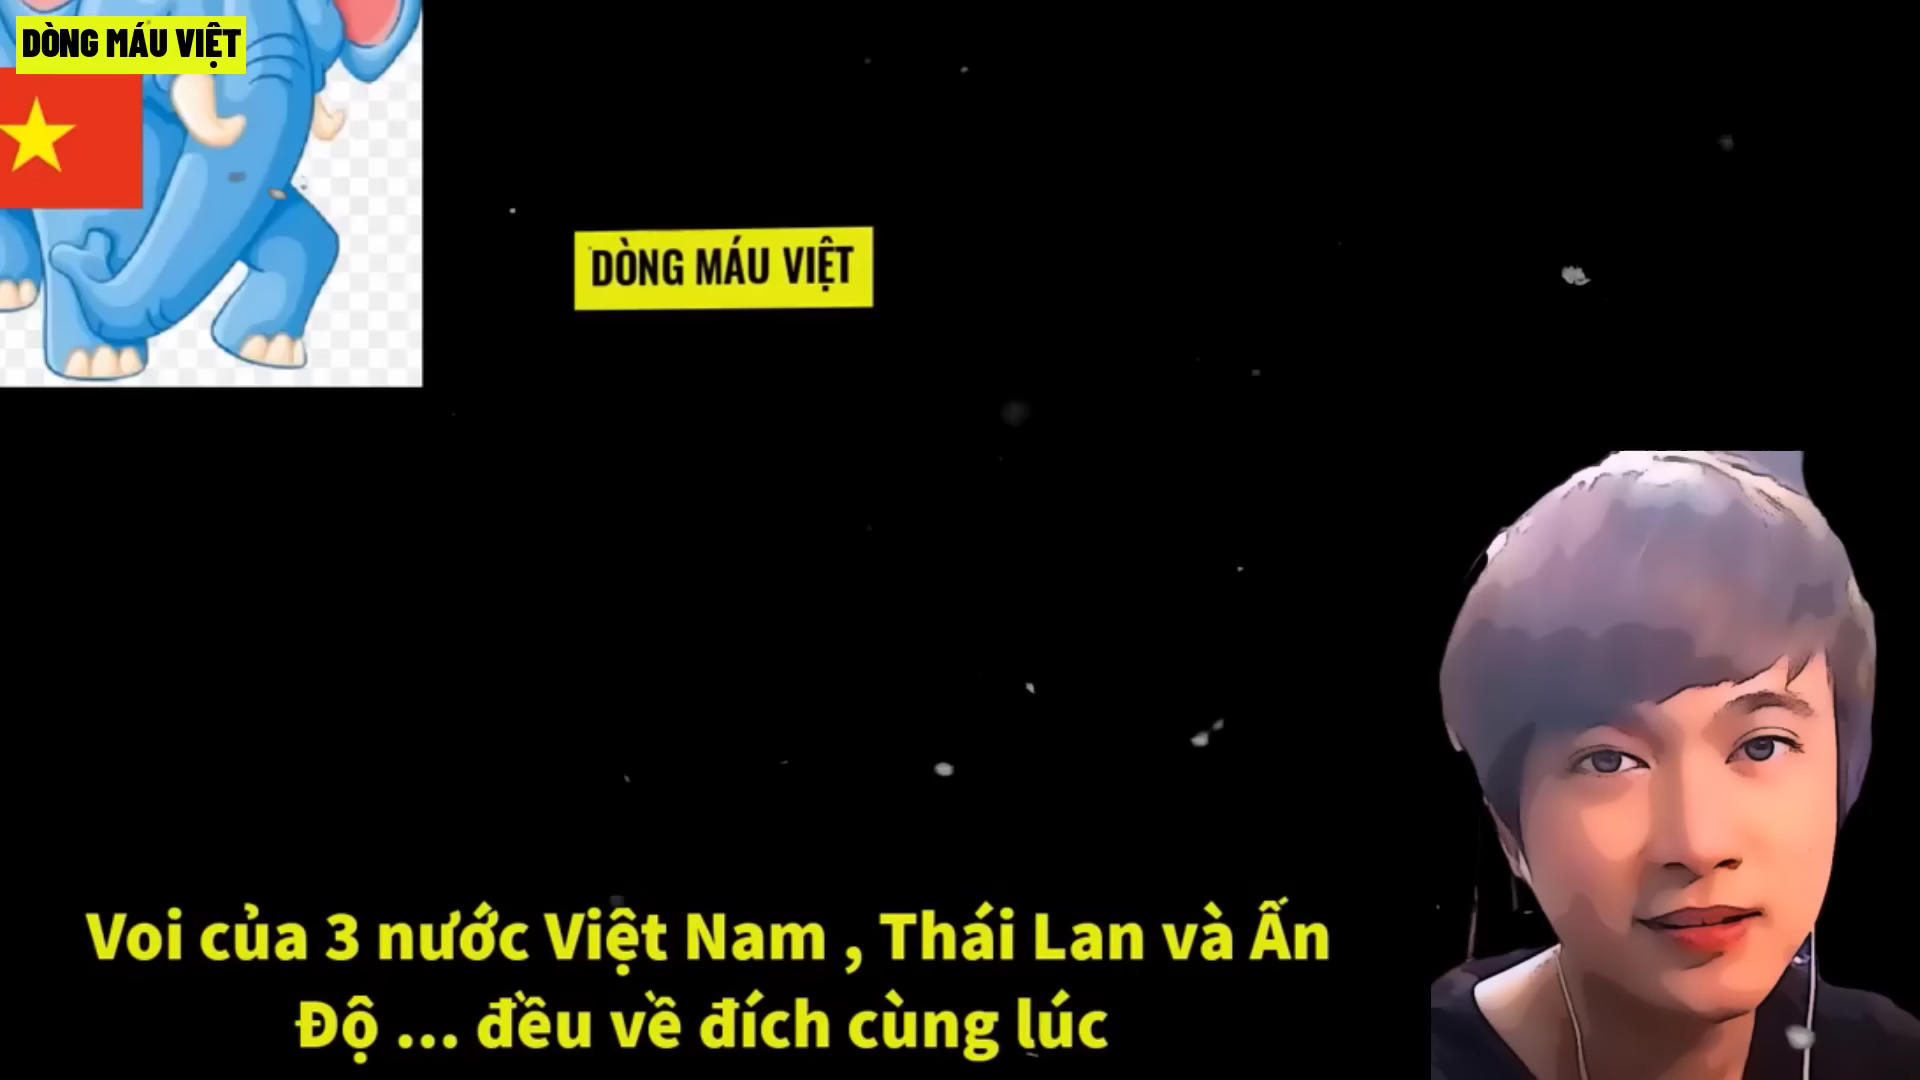 DÒNG MÁU VIỆT
DÒNG MÁU VIỆT
Voi của 3 nước Việt Nam , Thái Lan và Ấn
Độ ... đều về đích cùng lúc